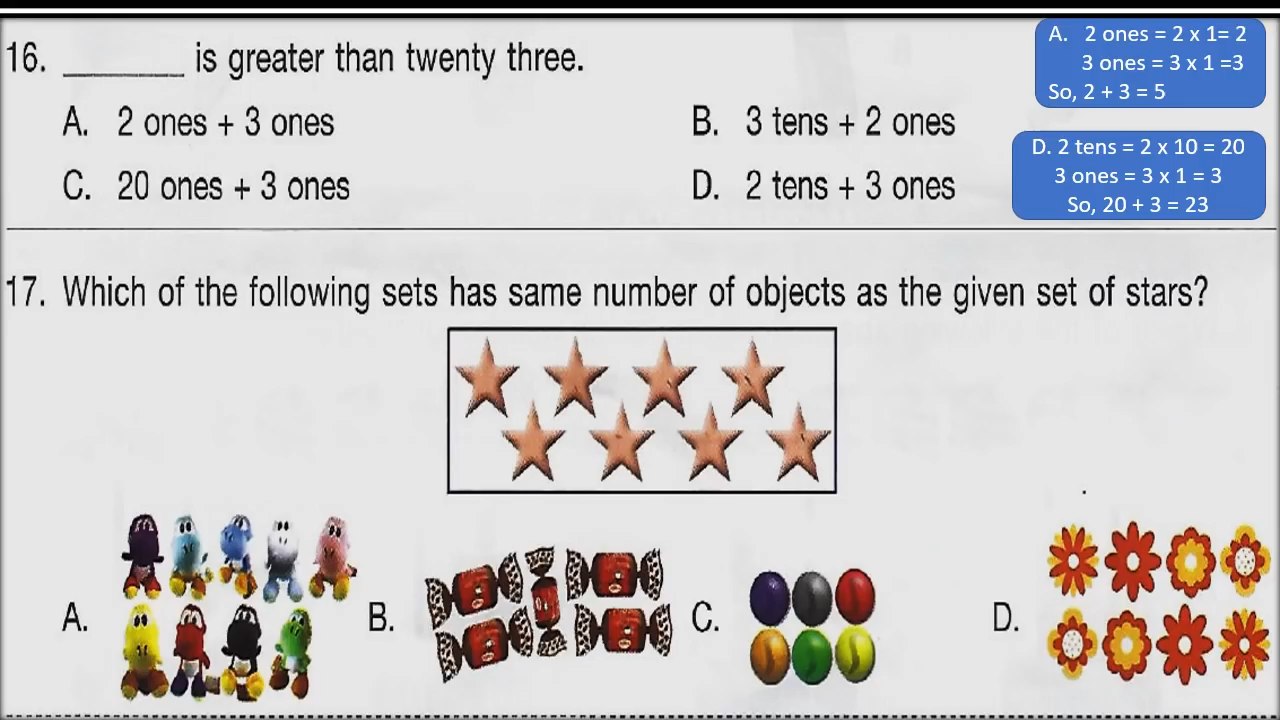 16. ______ is greater than twenty three.
A. 2 ones + 3 ones
B. 3 tens + 2 ones
C. 20 ones + 3 ones
D. 2 tens + 3 ones
A. 2 ones = 2 x 1= 2
3 ones = 3 x 1 =3
So, 2 + 3 = 5
D. 2 tens = 2 x 10 = 20
3 ones = 3 x 1 = 3
So, 20 + 3 = 23
17. Which of the following sets has same number of objects as the given set of stars?
A.
B.
C.
D.